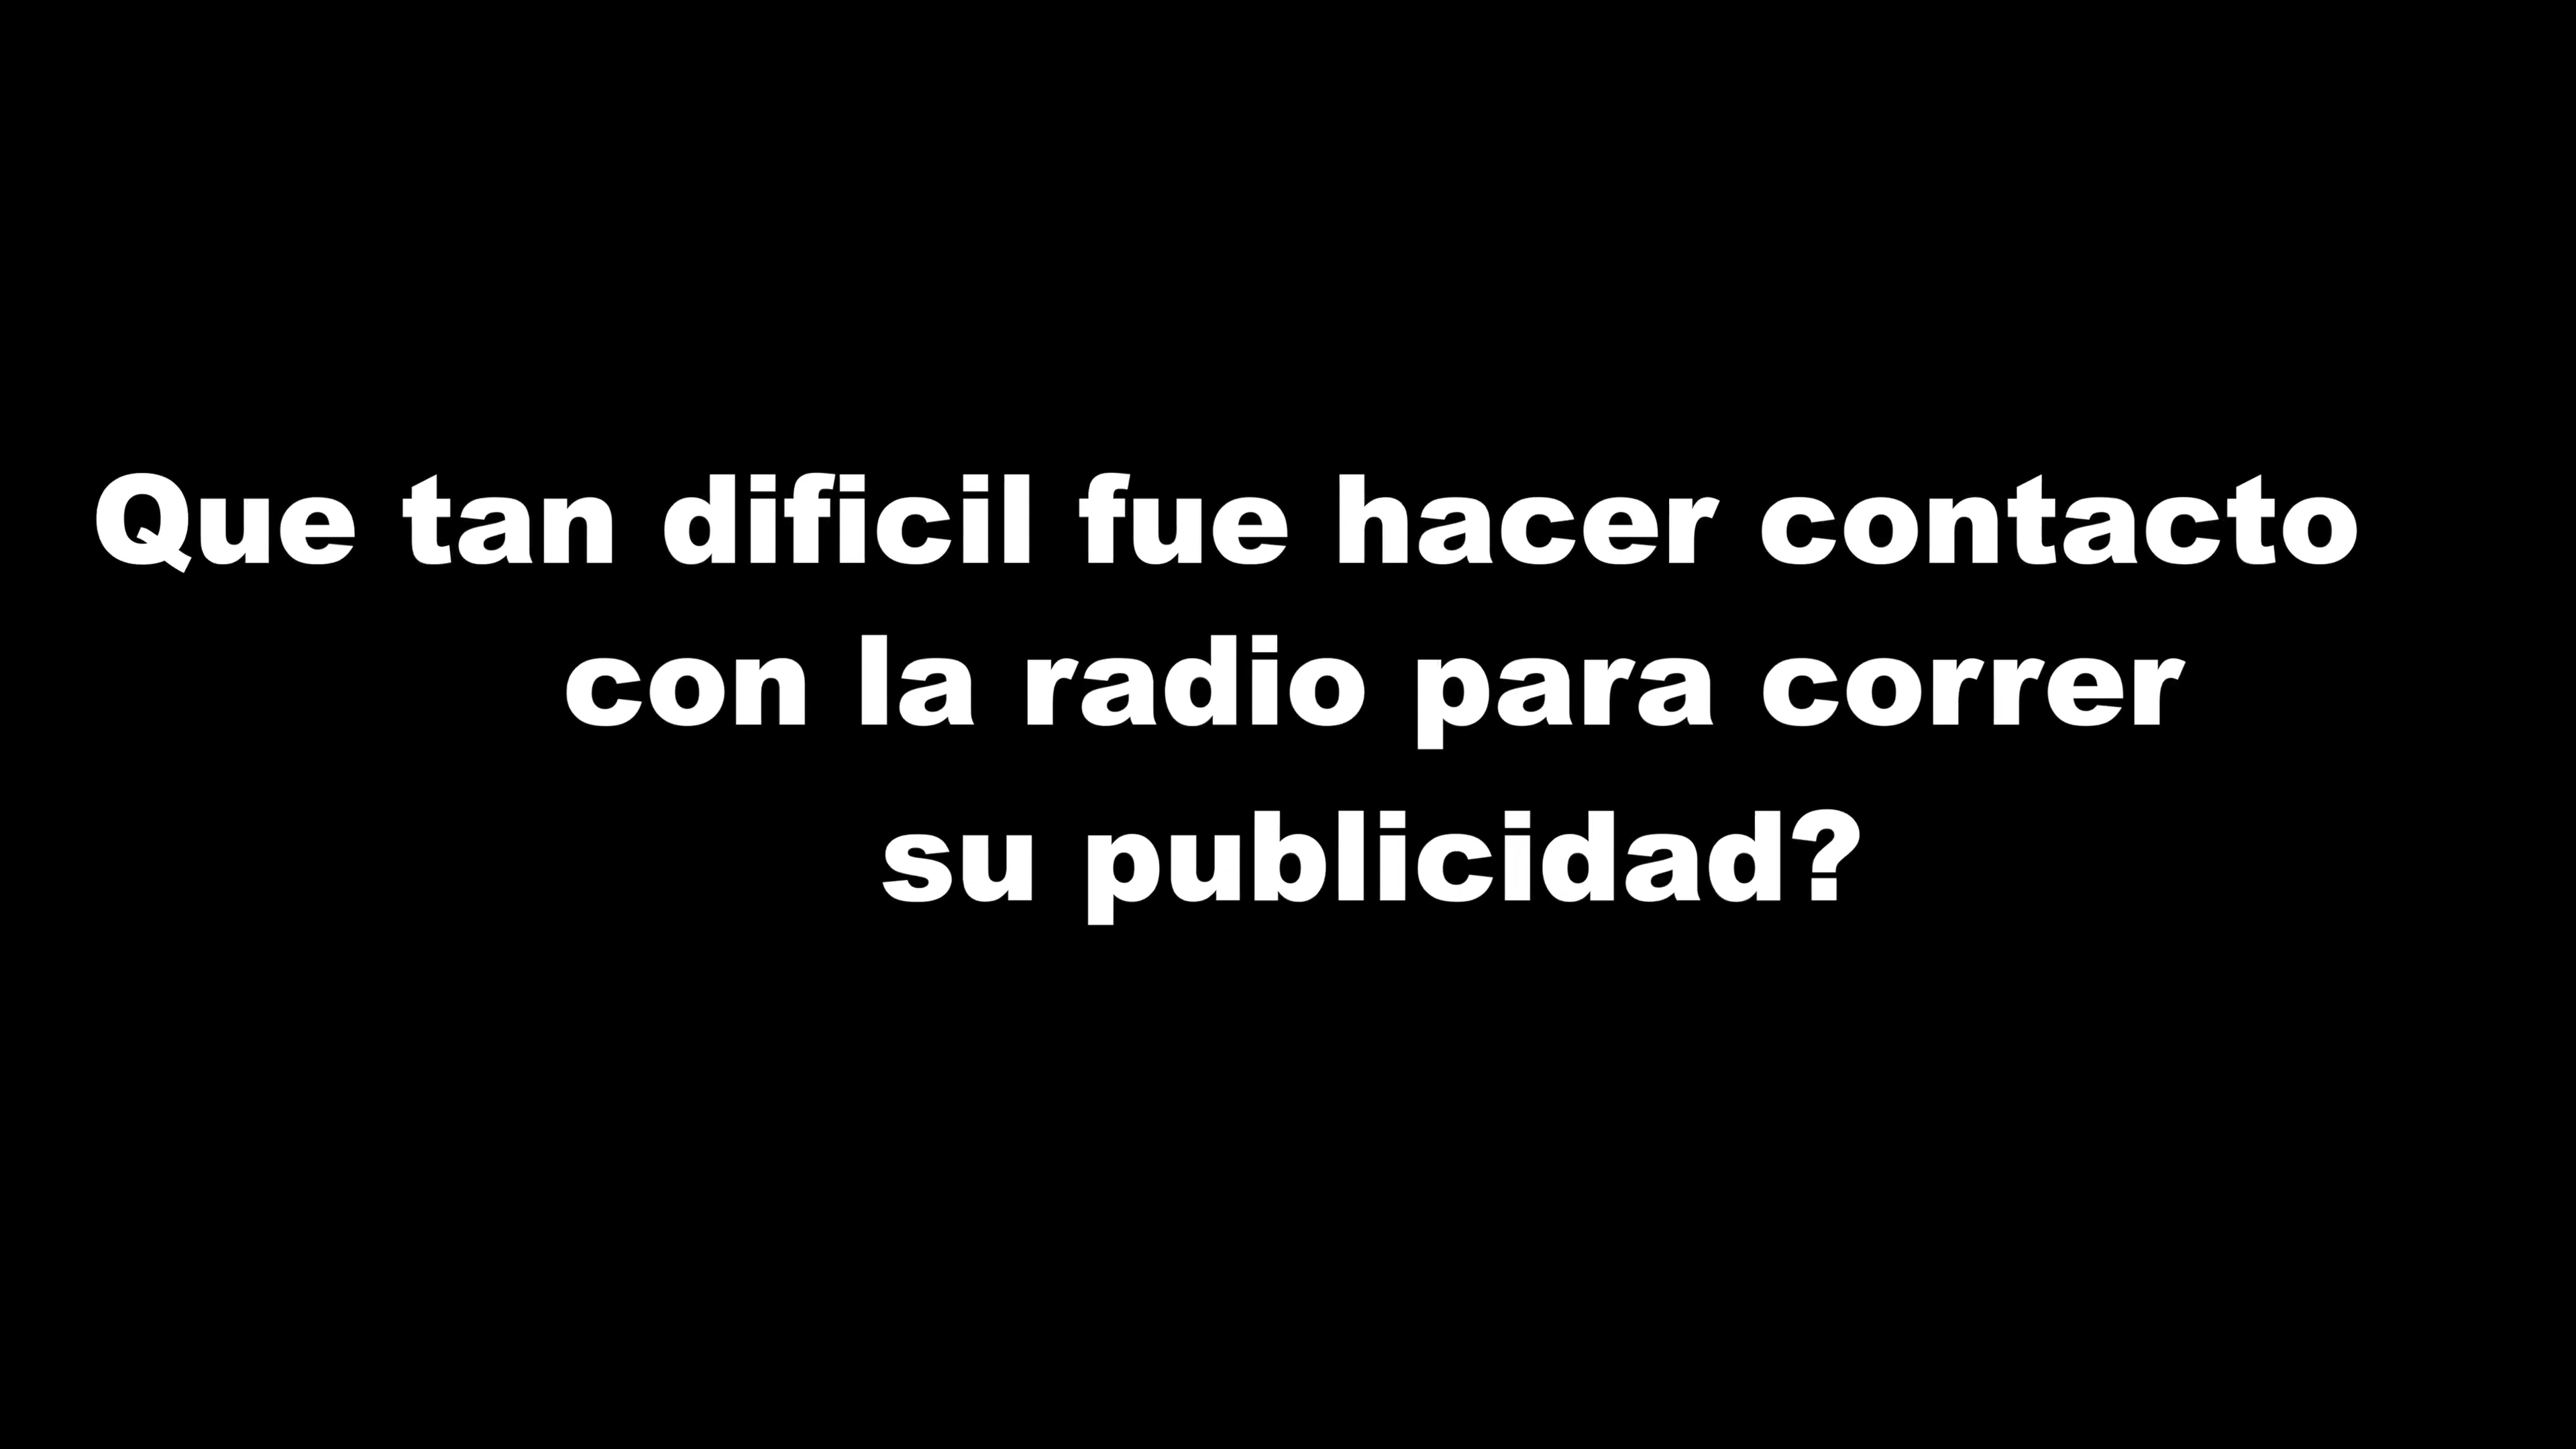 Que tan dificil fue hacer contacto
con la radio para correr
su publicidad?